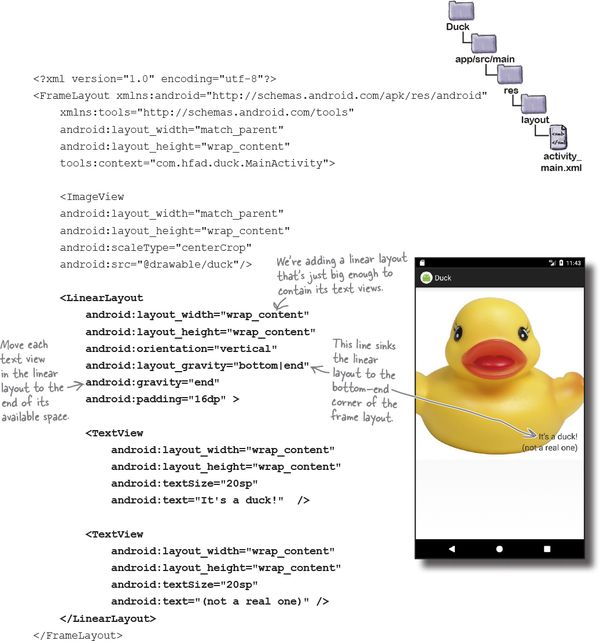 Duck
app/src/main
res
layout
activity_
main.xml
<?xml version="1.0" encoding="utf-8"?>
<FrameLayout xmlns:android="http://schemas.android.com/apk/res/android"
xmlns:tools="http://schemas.android.com/tools"
android:layout_width="match_parent"
android:layout_height="wrap_content"
tools:context="com.hfad.duck.MainActivity">
<ImageView
android:layout_width="match_parent"
android:layout_height="wrap_content"
android:scaleType="centerCrop"
android:src="@drawable/duck"/>
We're adding a linear layout
that's just big enough to
contain its text views.
<LinearLayout
android:layout_width="wrap_content"
android:layout_height="wrap_content"
android:orientation="vertical"
android:layout_gravity="bottom|end"
android:gravity="end"
android:padding="16dp" >
Move each
text view
in the linear
layout to the
end of its
available space.
This line sinks
the linear
layout to the
bottom-end
corner of the
frame layout.
<TextView
android:layout_width="wrap_content"
android:layout_height="wrap_content"
android:textSize="20sp"
android:text="It's a duck!"  />
<TextView
android:layout_width="wrap_content"
android:layout_height="wrap_content"
android:textSize="20sp"
android:text="(not a real one)" />
</LinearLayout>
</FrameLayout>
11:43
Duck
It's a duck!
(not a real one)